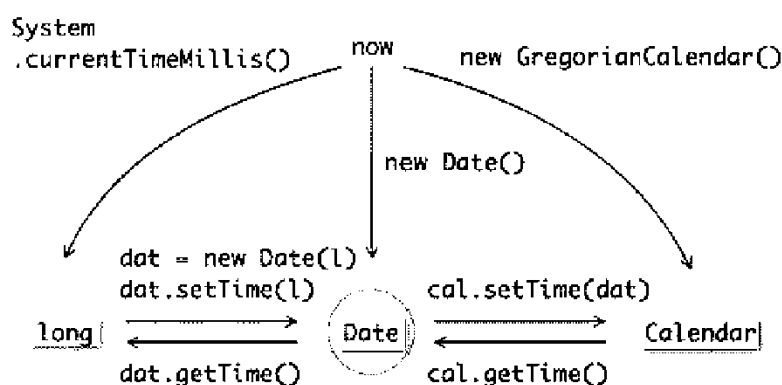 System
.currentTimeMillis()
now
new GregorianCalendar()
new Date()
dat = new Date(l)
dat.setTime(l)
cal.setTime(dat)
long
Date
Calendar
dat.getTime()
cal.getTime()